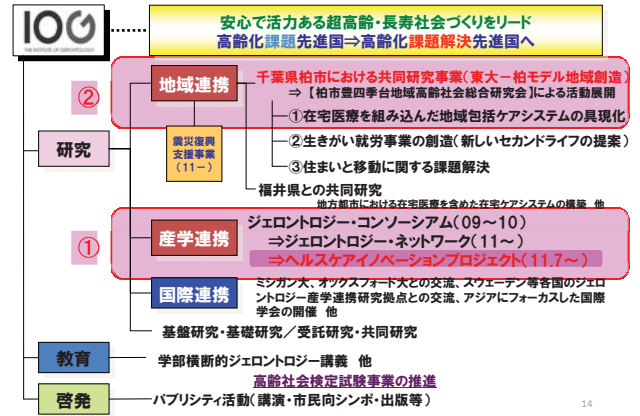 IOG
THE INSTITUTE OF GERONTOLOGY
安心で活力ある超高齢・長寿社会づくりをリード
高齢化課題先進国⇒高齢化課題解決先進国へ
②
地域連携
千葉県柏市における共同研究事業(東大－柏モデル地域創造)
⇒【柏市豊四季台地域高齢社会総合研究会】による活動展開
①在宅医療を組み込んだ地域包括ケアシステムの具現化
②生きがい就労事業の創造(新しいセカンドライフの提案)
③住まいと移動に関する課題解決
震災復興
支援事業
(11－)
研究
福井県との共同研究
地方都市における在宅医療を含めた在宅ケアシステムの構築 他
①
産学連携
ジェロントロジー・コンソーシアム(09～10)
⇒ジェロントロジー・ネットワーク(11～)
⇒ヘルスケアイノベーションプロジェクト(11.7～)
国際連携
ミシガン大、オックスフォード大との交流、スウェーデン等各国のジェロ
ントロジー産学連携研究拠点との交流、アジアにフォーカスした国際
学会の開催 他
基盤研究・基礎研究／受託研究・共同研究
教育
学部横断的ジェロントロジー講義 他
高齢社会検定試験事業の推進
啓発
パブリシティ活動(講演・市民向シンポ・出版等)
14